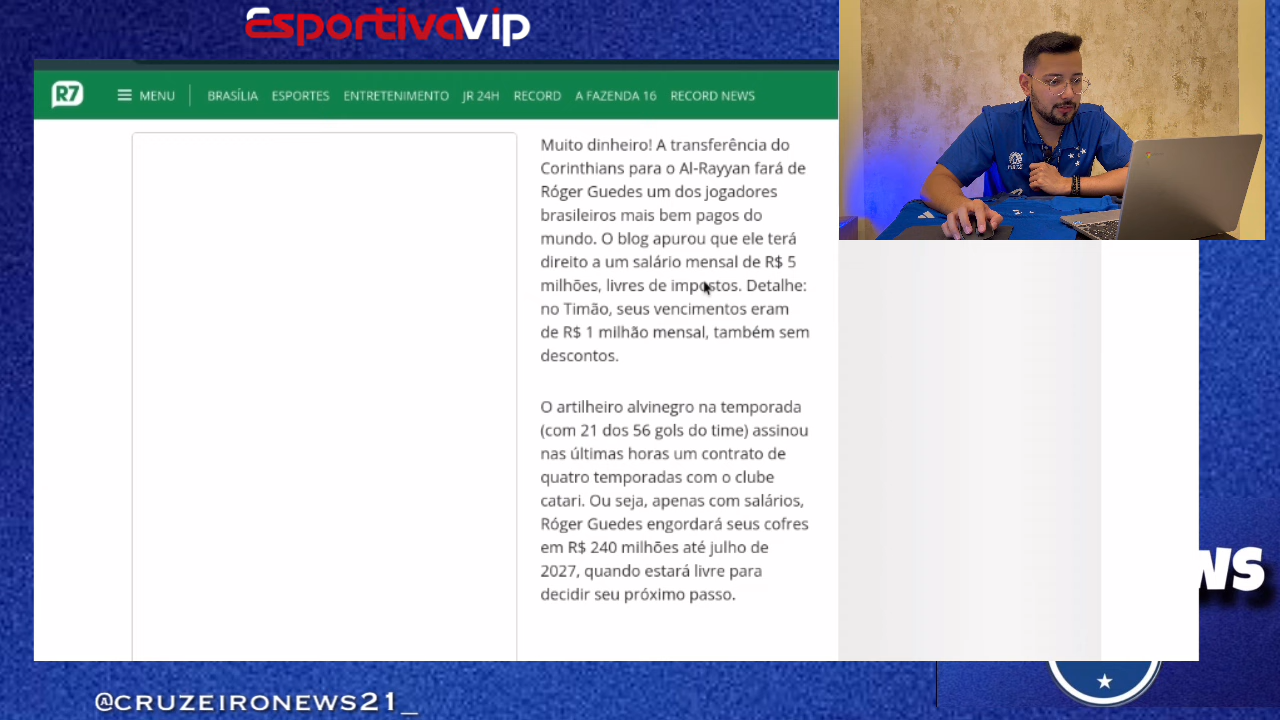 EsportivaVip
R7
MENU
BRASÍLIA
ESPORTES
ENTRETENIMENTO
JR 24H
RECORD
A FAZENDA 16
RECORD NEWS
Muito dinheiro! A transferência do
Corinthians para o Al-Rayyan fará de
Róger Guedes um dos jogadores
brasileiros mais bem pagos do
mundo. O blog apurou que ele terá
direito a um salário mensal de R$ 5
milhões, livres de impostos. Detalhe:
no Timão, seus vencimentos eram
de R$ 1 milhão mensal, também sem
descontos.
O artilheiro alvinegro na temporada
(com 21 dos 56 gols do time) assinou
nas últimas horas um contrato de
quatro temporadas com o clube
catari. Ou seja, apenas com salários,
Róger Guedes engordará seus cofres
em R$ 240 milhões até julho de
2027, quando estará livre para
decidir seu próximo passo.
WS
@CRUZEIRONEWS21_